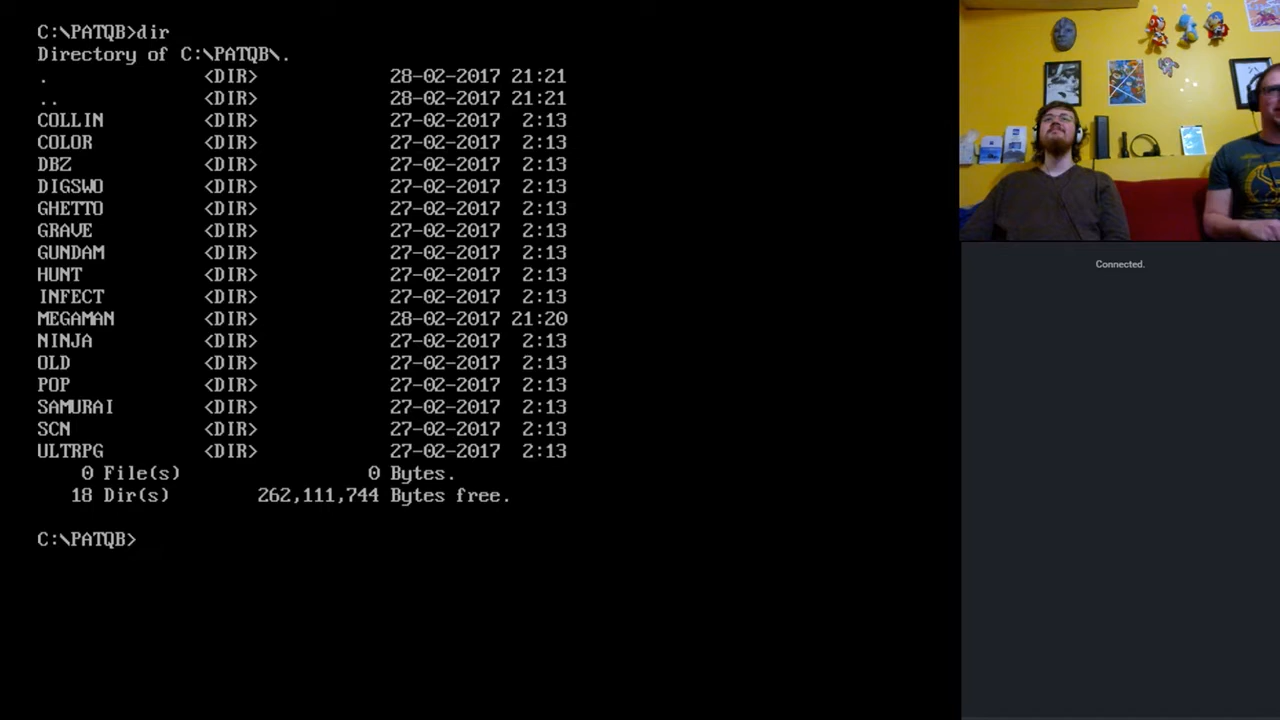 C:\PATQB>dir
Directory of C:\PATQB\.
. <DIR> 28-02-2017 21:21
.. <DIR> 28-02-2017 21:21
COLLIN <DIR> 27-02-2017 2:13
COLOR <DIR> 27-02-2017 2:13
DBZ <DIR> 27-02-2017 2:13
DIGSWO <DIR> 27-02-2017 2:13
GHETTO <DIR> 27-02-2017 2:13
GRAVE <DIR> 27-02-2017 2:13
GUNDAM <DIR> 27-02-2017 2:13
HUNT <DIR> 27-02-2017 2:13
INFECT <DIR> 27-02-2017 2:13
MEGAMAN <DIR> 28-02-2017 21:20
NINJA <DIR> 27-02-2017 2:13
OLD <DIR> 27-02-2017 2:13
POP <DIR> 27-02-2017 2:13
SAMURAI <DIR> 27-02-2017 2:13
SCN <DIR> 27-02-2017 2:13
ULTRPG <DIR> 27-02-2017 2:13
0 File(s) 0 Bytes.
18 Dir(s) 262,111,744 Bytes free.
C:\PATQB>
Connected.